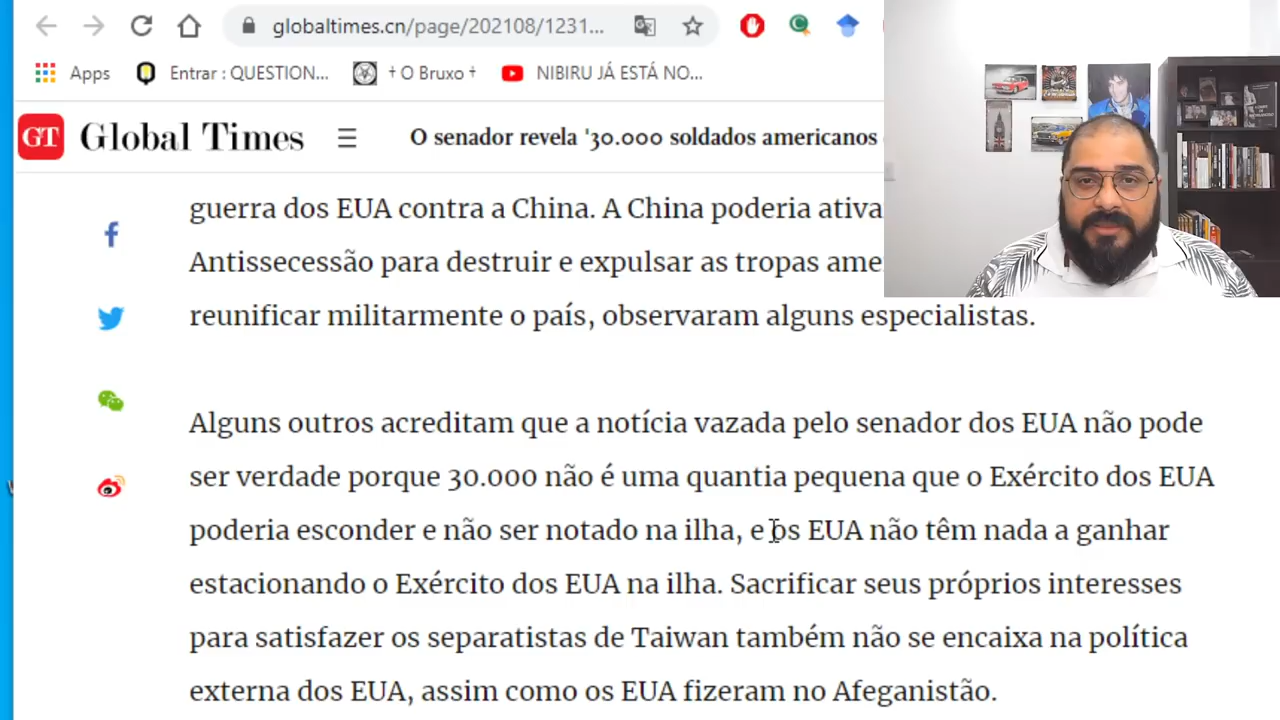 globaltimes.cn/page/202108/1231...
Apps
Entrar : QUESTION...
† O Bruxo †
NIBIRU JÁ ESTÁ NO...
GT
Global Times
O senador revela '30.000 soldados americanos
guerra dos EUA contra a China. A China poderia
Antissecessão para destruir e expulsar as tropas
reunificar militarmente o país, observaram alguns especialistas.
Alguns outros acreditam que a notícia vazada pelo senador dos EUA não pode
ser verdade porque 30.000 não é uma quantia pequena que o Exército dos EUA
poderia esconder e não ser notado na ilha, e os EUA não têm nada a ganhar
estacionando o Exército dos EUA na ilha. Sacrificar seus próprios interesses
para satisfazer os separatistas de Taiwan também não se encaixa na política
externa dos EUA, assim como os EUA fizeram no Afeganistão.